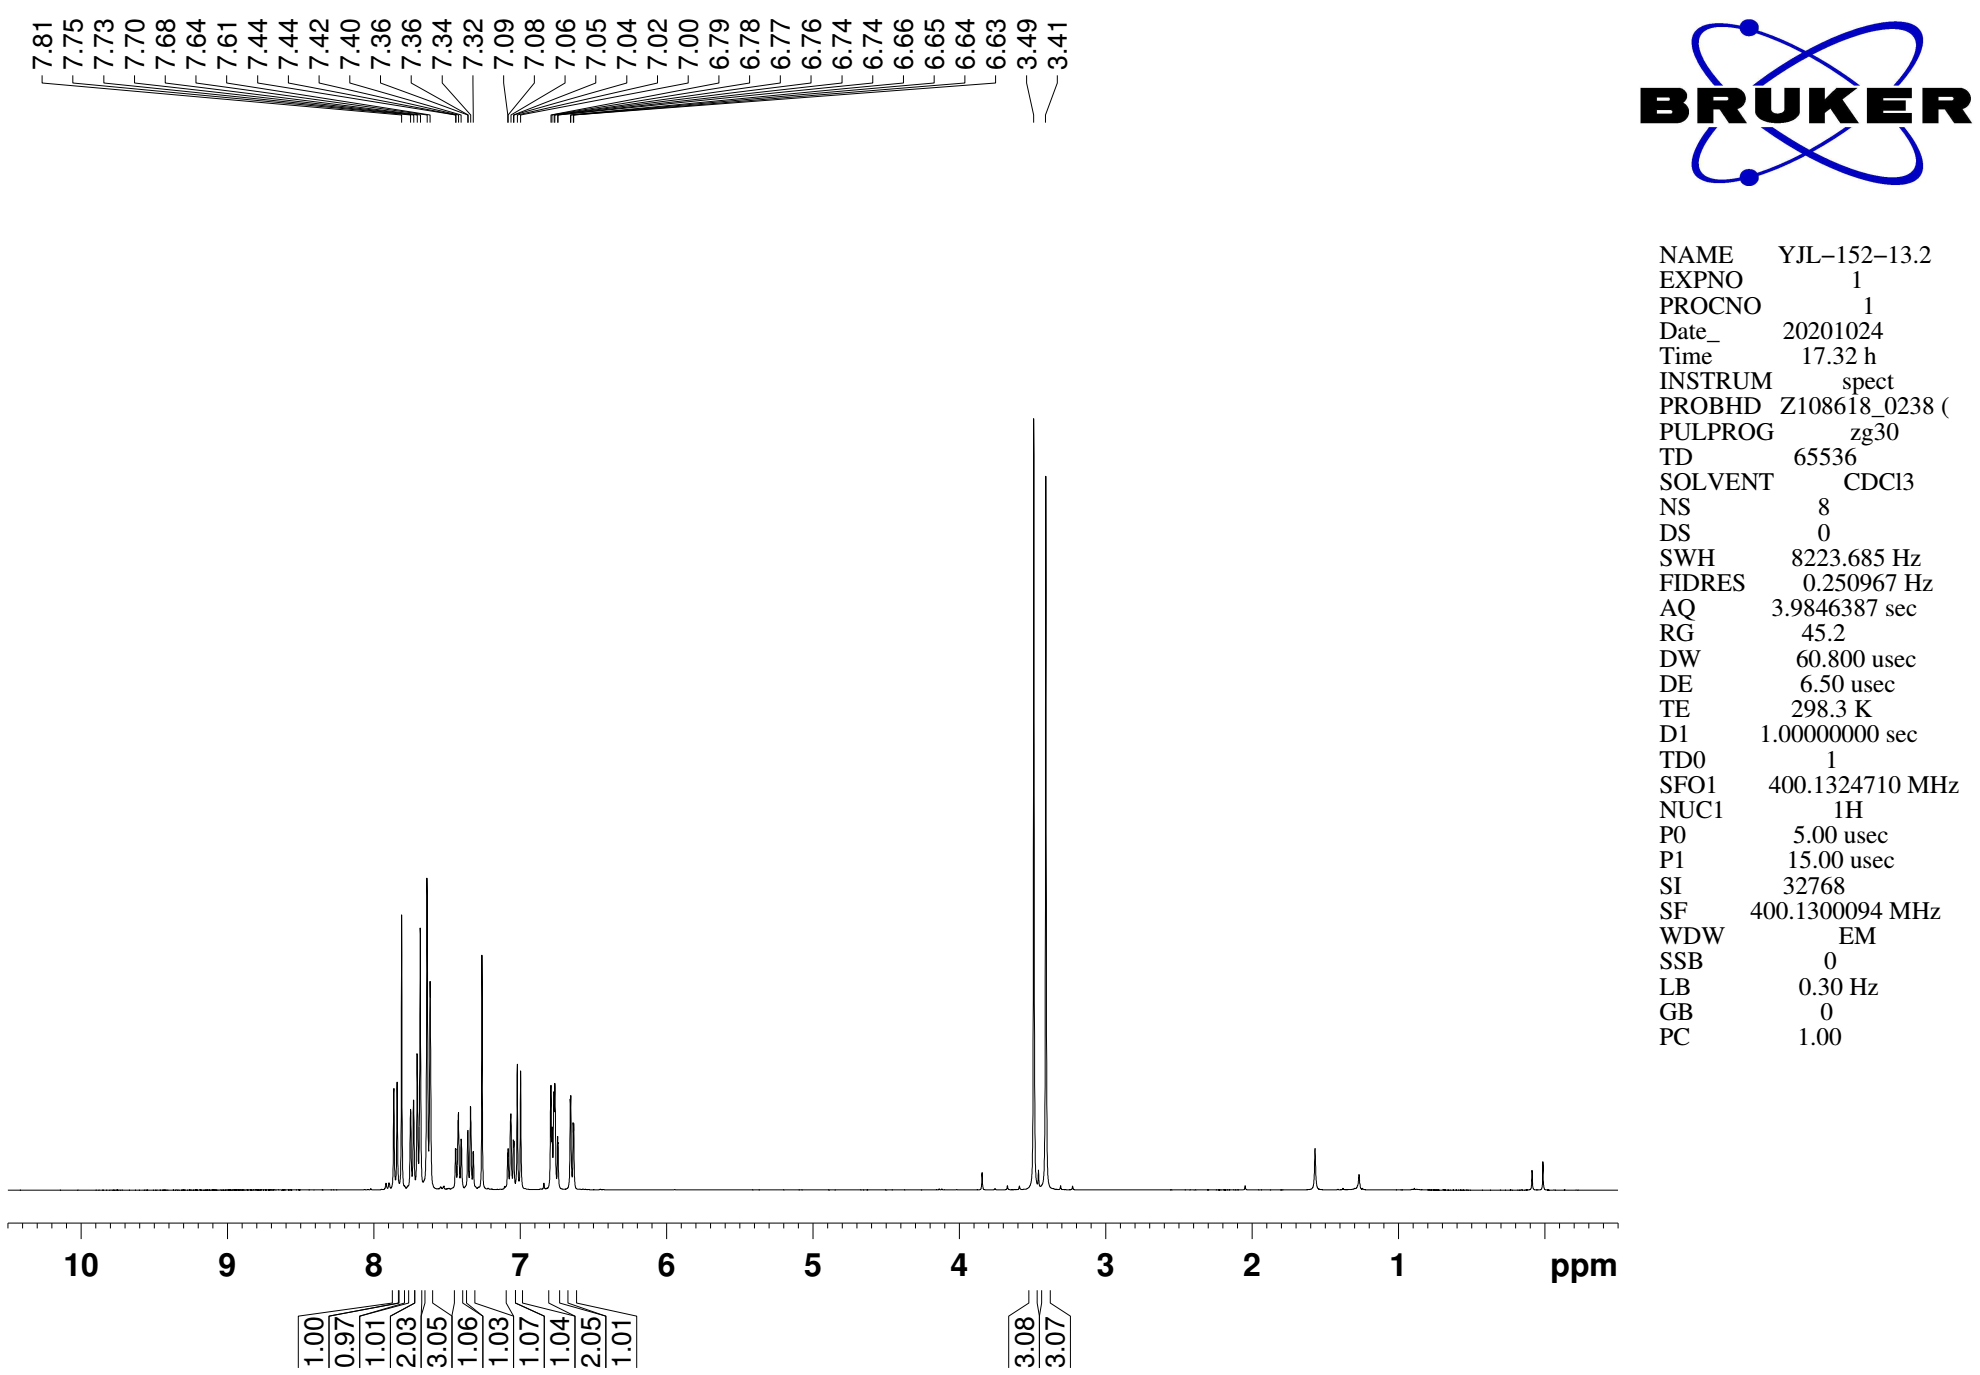 7.81
7.75
7.73
7.70
7.68
7.64
7.61
7.44
7.44
7.42
7.40
7.36
7.36
7.34
7.32
7.09
7.08
7.06
7.05
7.04
7.02
7.00
6.79
6.78
6.77
6.76
6.74
6.74
6.66
6.65
6.64
6.63
3.49
3.41
BRUKER
NAME YJL-152-13.2
EXPNO 1
PROCNO 1
Date_ 20201024
Time 17.32 h
INSTRUM spect
PROBHD Z108618_0238 (
PULPROG zg30
TD 65536
SOLVENT CDCl3
NS 8
DS 0
SWH 8223.685 Hz
FIDRES 0.250967 Hz
AQ 3.9846387 sec
RG 45.2
DW 60.800 usec
DE 6.50 usec
TE 298.3 K
D1 1.00000000 sec
TD0 1
SFO1 400.1324710 MHz
NUC1 1H
P0 5.00 usec
P1 15.00 usec
SI 32768
SF 400.1300094 MHz
WDW EM
SSB 0
LB 0.30 Hz
GB 0
PC 1.00
10 9 8 7 6 5 4 3 2 1 ppm
1.00
0.97
1.01
2.03
3.05
1.06
1.03
1.07
1.04
2.05
1.01
3.08
3.07